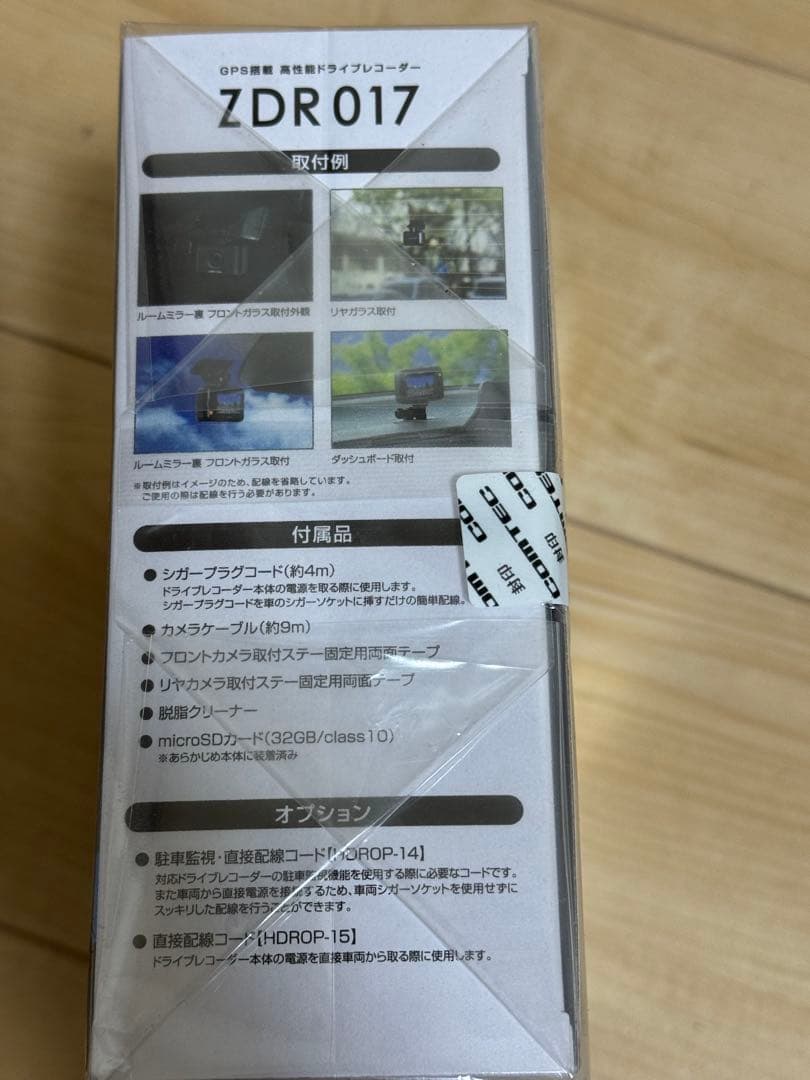 GPS搭載 高性能ドライブレコーダー
ZDR017
取付例
ルームミラー裏 フロントガラス取付外観
リヤガラス取付
ルームミラー裏 フロントガラス取付
ダッシュボード取付
※取付例はイメージのため、配線を省略しています。
ご使用の際は配線を行う必要があります。
付属品
● シガープラグコード(約4m)
ドライブレコーダー本体の電源を取る際に使用します。
シガープラグコードを車のシガーソケットに挿すだけの簡単配線。
● カメラケーブル(約9m)
● フロントカメラ取付ステー固定用両面テープ
● リヤカメラ取付ステー固定用両面テープ
● 脱脂クリーナー
● microSDカード(32GB/class10)
※あらかじめ本体に装着済み
オプション
● 駐車監視・直接配線コード【HDROP-14】
対応ドライブレコーダーの駐車監視機能を使用する際に必要なコードです。
また車両から直接電源を接続するため、車両シガーソケットを使用せずに
スッキリした配線を行うことができます。
● 直接配線コード【HDROP-15】
ドライブレコーダー本体の電源を直接車両から取る際に使用します。
COMTEC
封印
COMTEC
封印